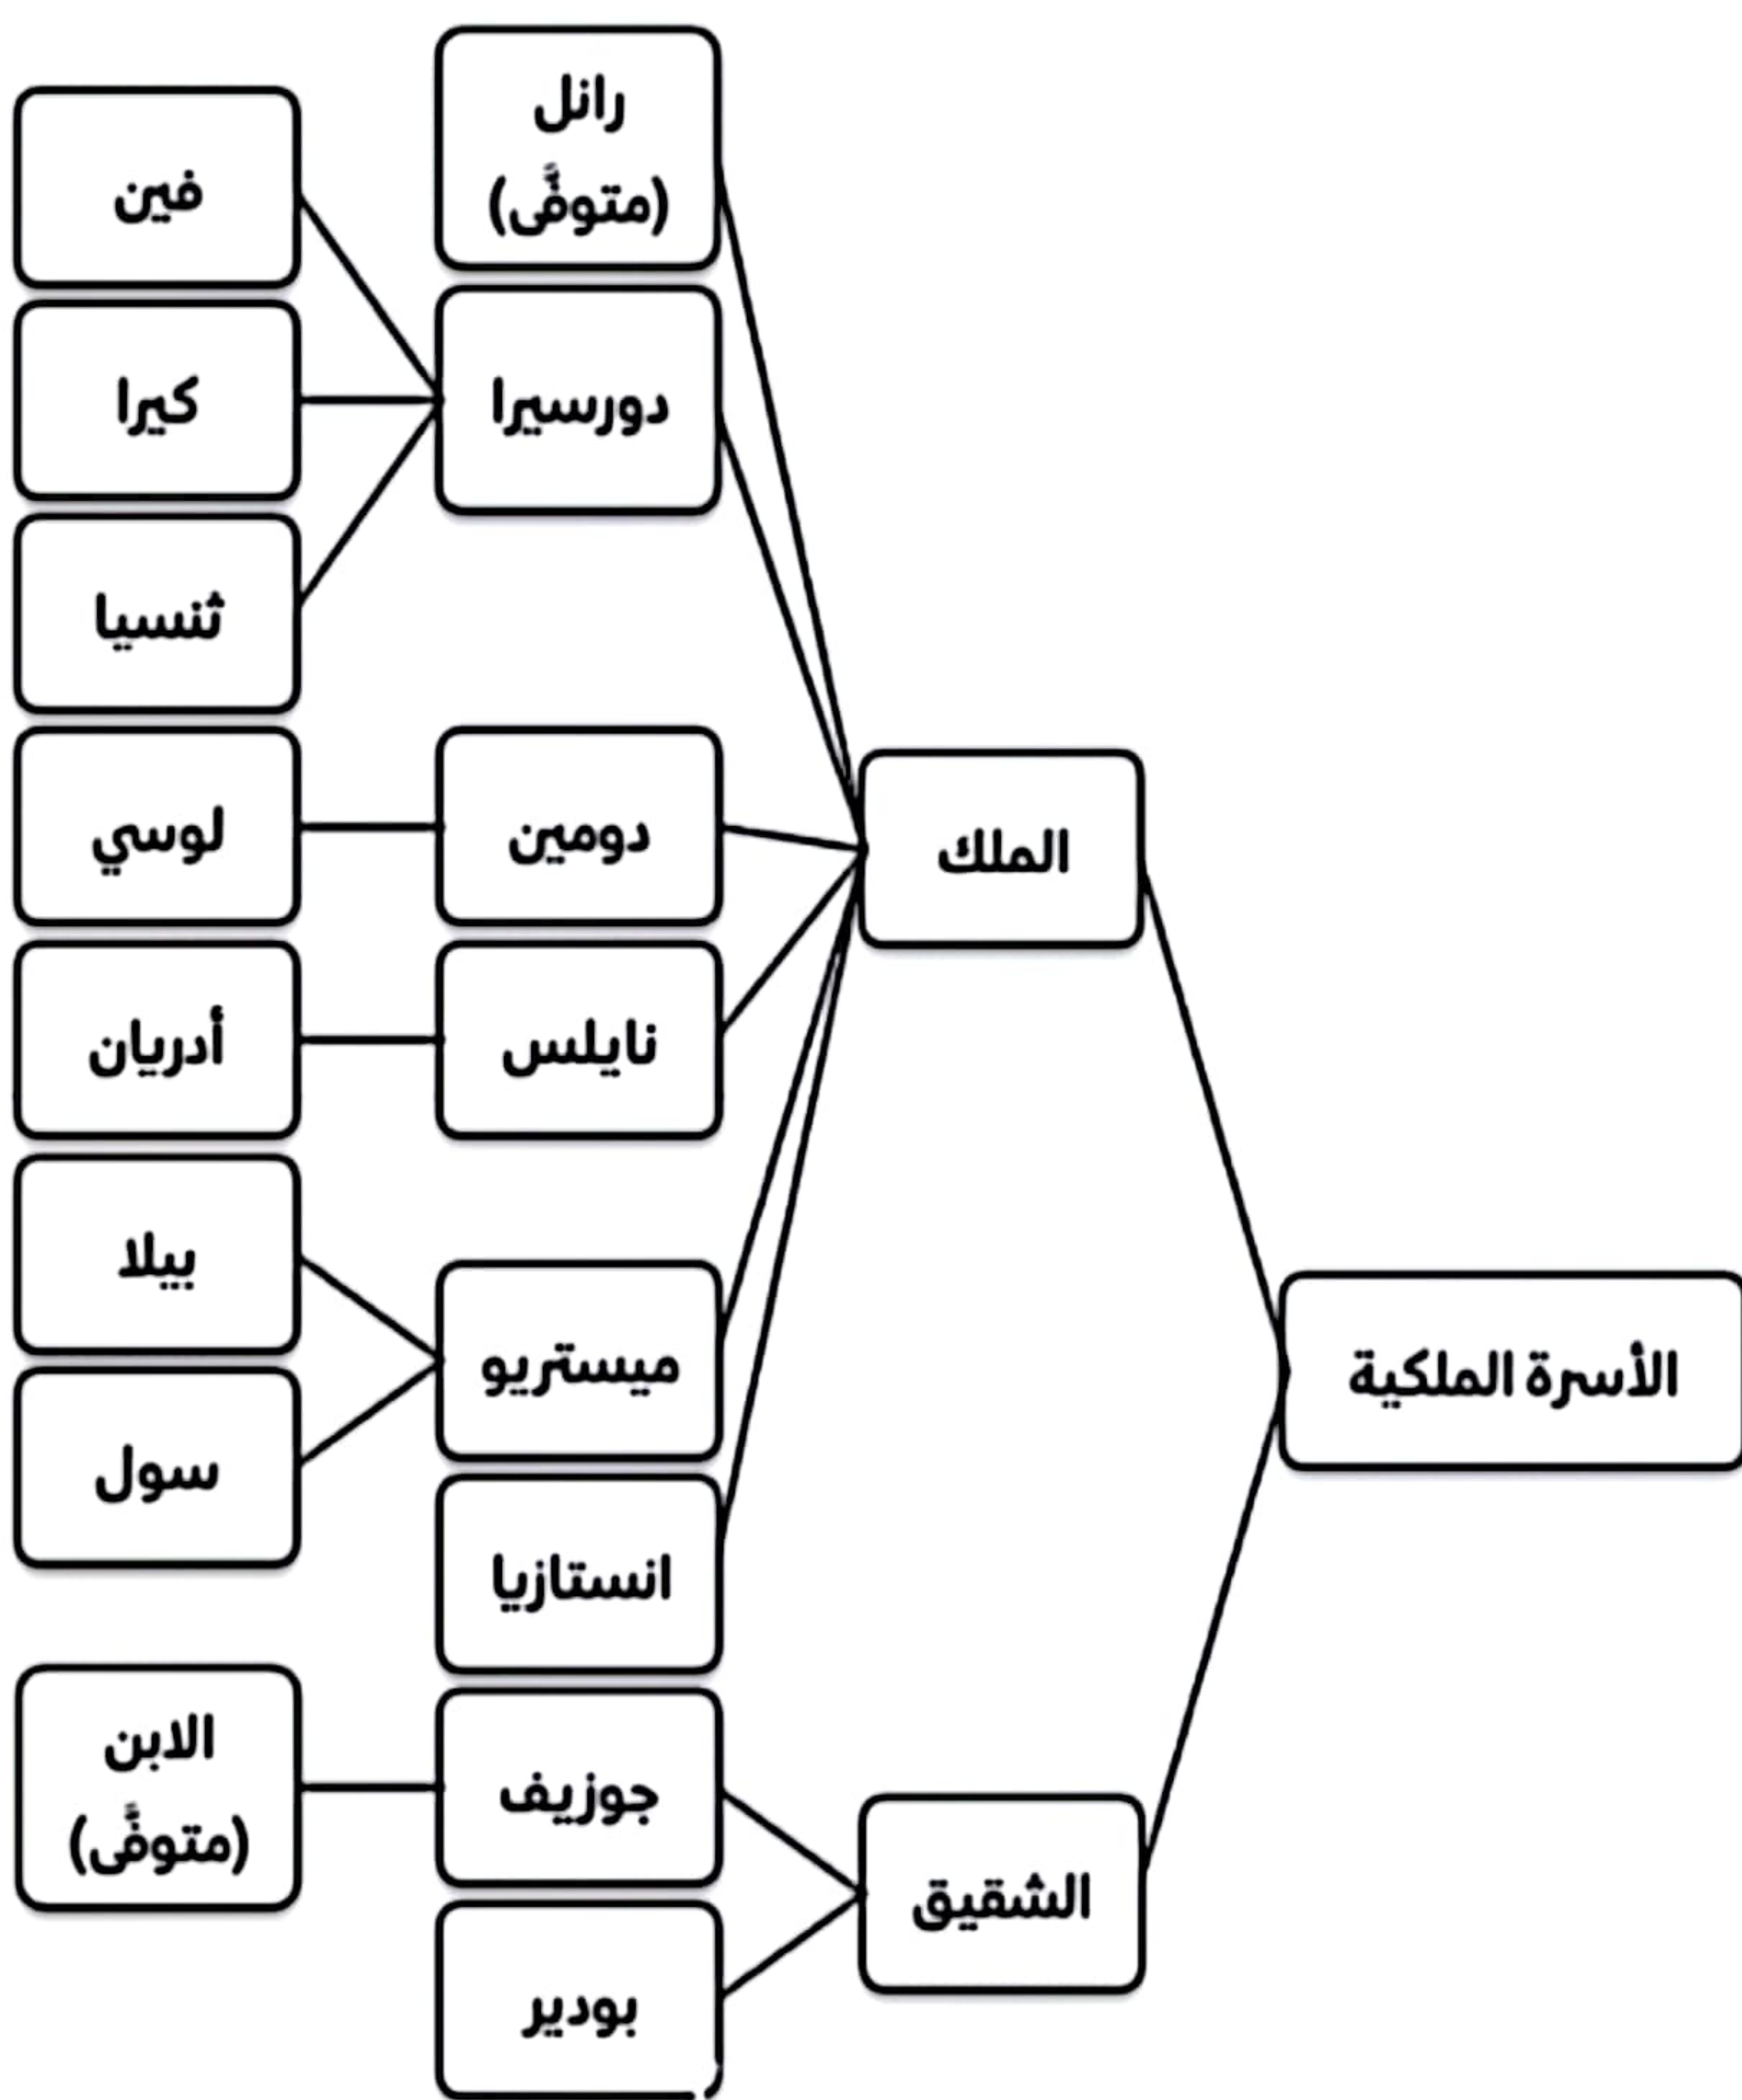 الأسرة الملكية
الملك
رانل
(متوفَّى)
دورسيرا
فين
كيرا
ثنسيا
دومين
لوسي
نايلس
أدريان
ميستريو
بيلا
سول
انستازيا
الشقيق
جوزيف
الابن
(متوفَّى)
بودير